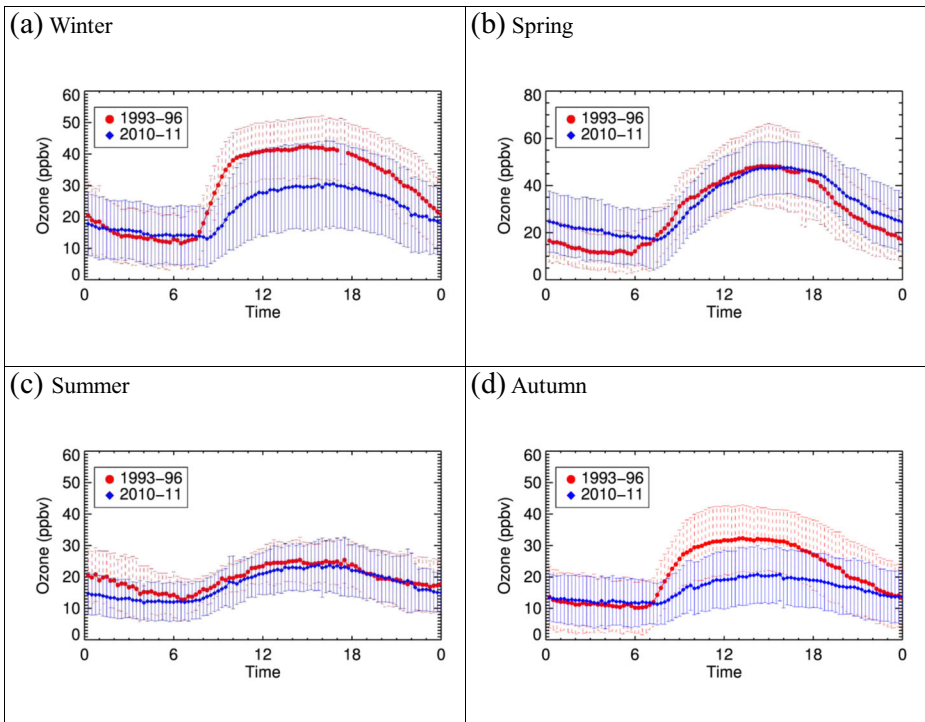 (a) Winter
Ozone (ppbv)
60
50
40
30
20
10
0
1993-96
2010-11
0 6 12 18 0
Time
(b) Spring
Ozone (ppbv)
80
60
40
20
0
1993-96
2010-11
0 6 12 18 0
Time
(c) Summer
Ozone (ppbv)
60
50
40
30
20
10
0
1993-96
2010-11
0 6 12 18 0
Time
(d) Autumn
Ozone (ppbv)
60
50
40
30
20
10
0
1993-96
2010-11
0 6 12 18 0
Time